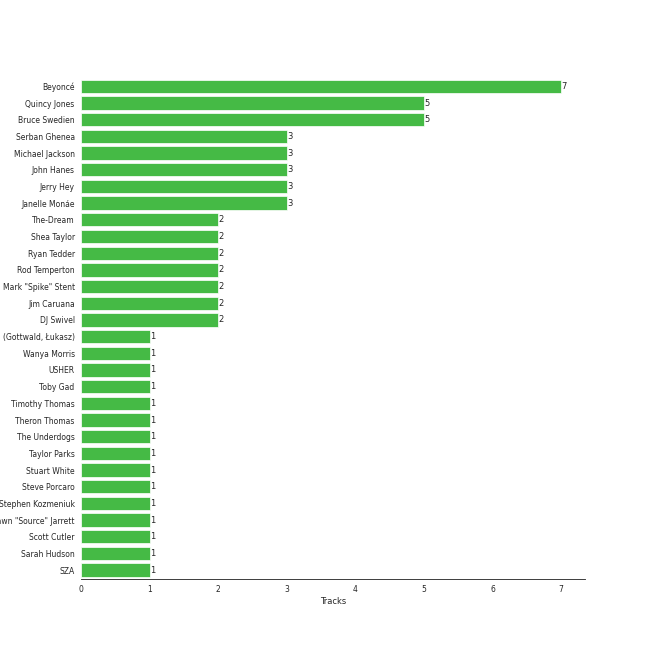 Beyoncé 7
Quincy Jones 5
Bruce Swedien 5
Serban Ghenea 3
Michael Jackson 3
John Hanes 3
Jerry Hey 3
Janelle Monáe 3
The-Dream 2
Shea Taylor 2
Ryan Tedder 2
Rod Temperton 2
Mark "Spike" Stent 2
Jim Caruana 2
DJ Swivel 2
(Gottwald, Łukasz) 1
Wanya Morris 1
USHER 1
Toby Gad 1
Timothy Thomas 1
Theron Thomas 1
The Underdogs 1
Taylor Parks 1
Stuart White 1
Steve Porcaro 1
Stephen Kozmeniuk 1
"Source" Jarrett 1
Scott Cutler 1
Sarah Hudson 1
SZA 1
0 1 2 3 4 5 6 7
Tracks